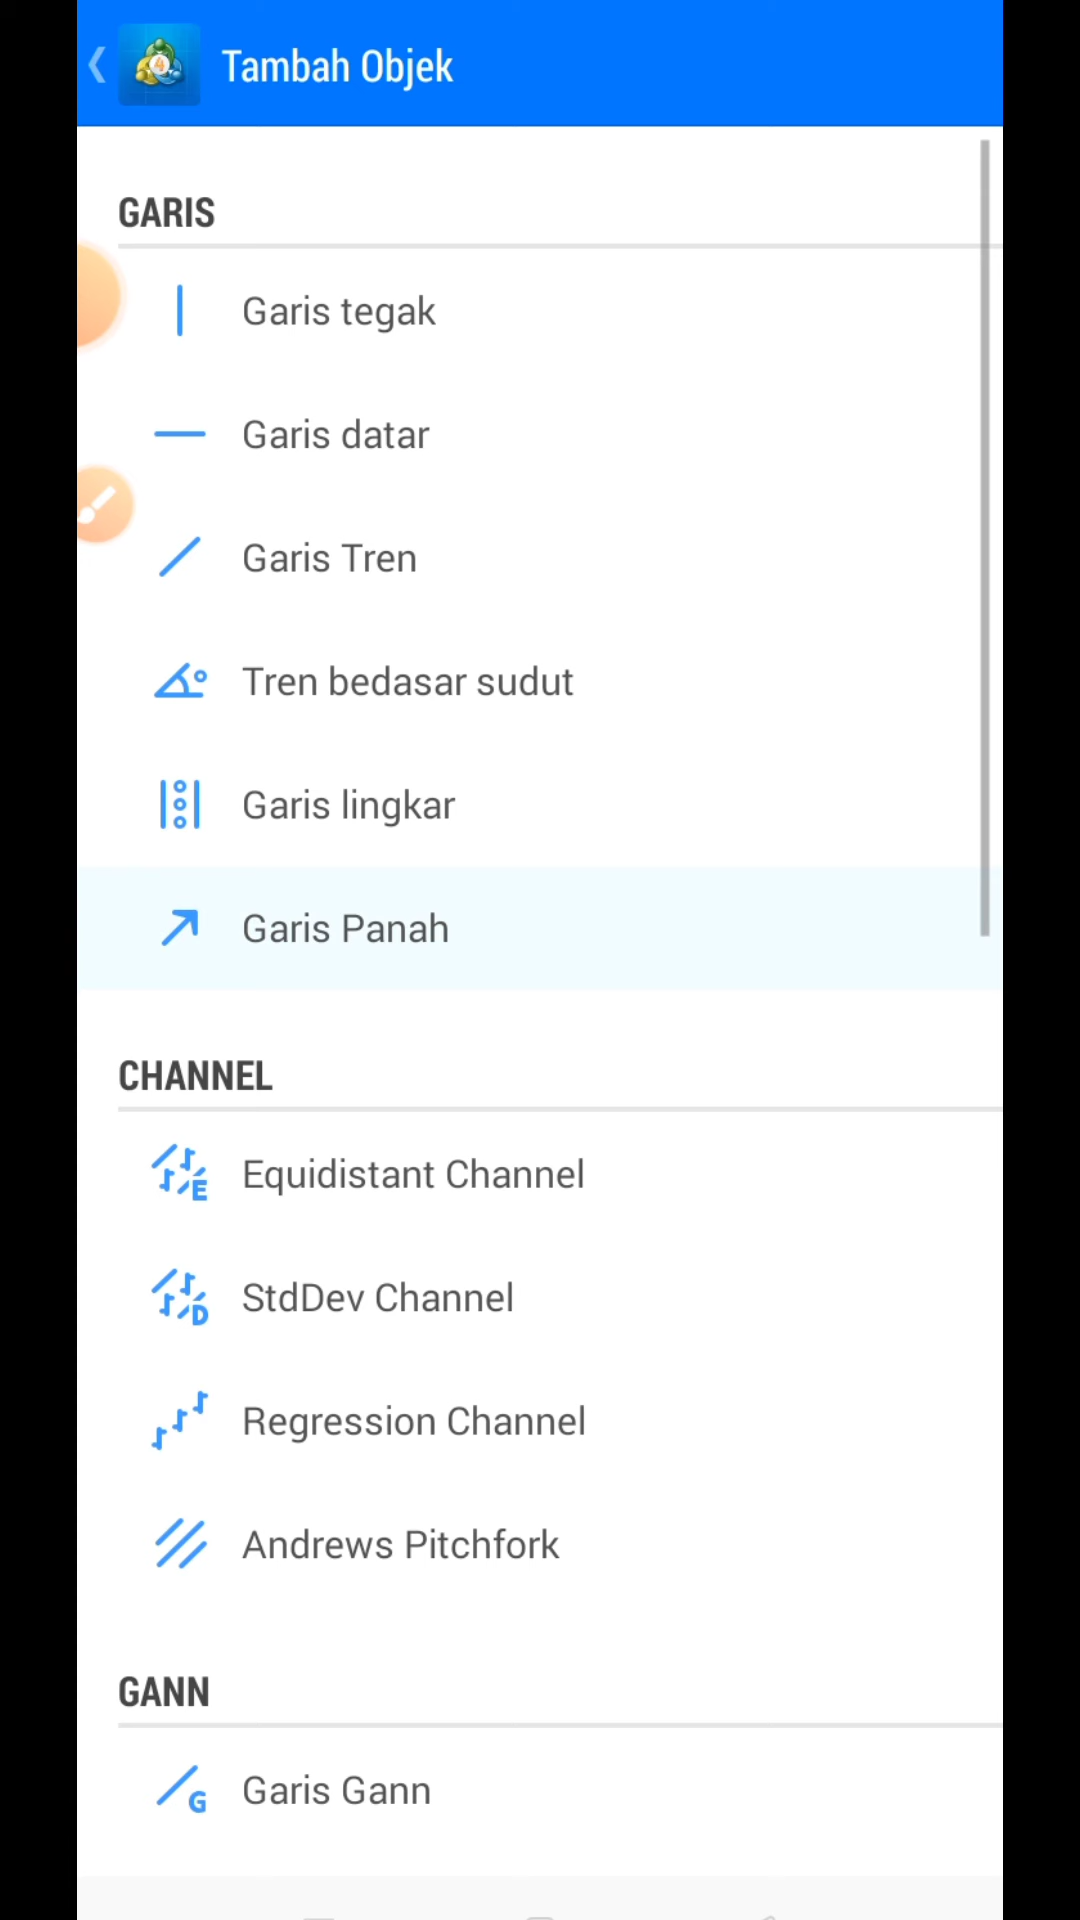 Tambah Objek
GARIS
Garis tegak
Garis datar
Garis Tren
Tren bedasar sudut
Garis lingkar
Garis Panah
CHANNEL
Equidistant Channel
StdDev Channel
Regression Channel
Andrews Pitchfork
GANN
Garis Gann